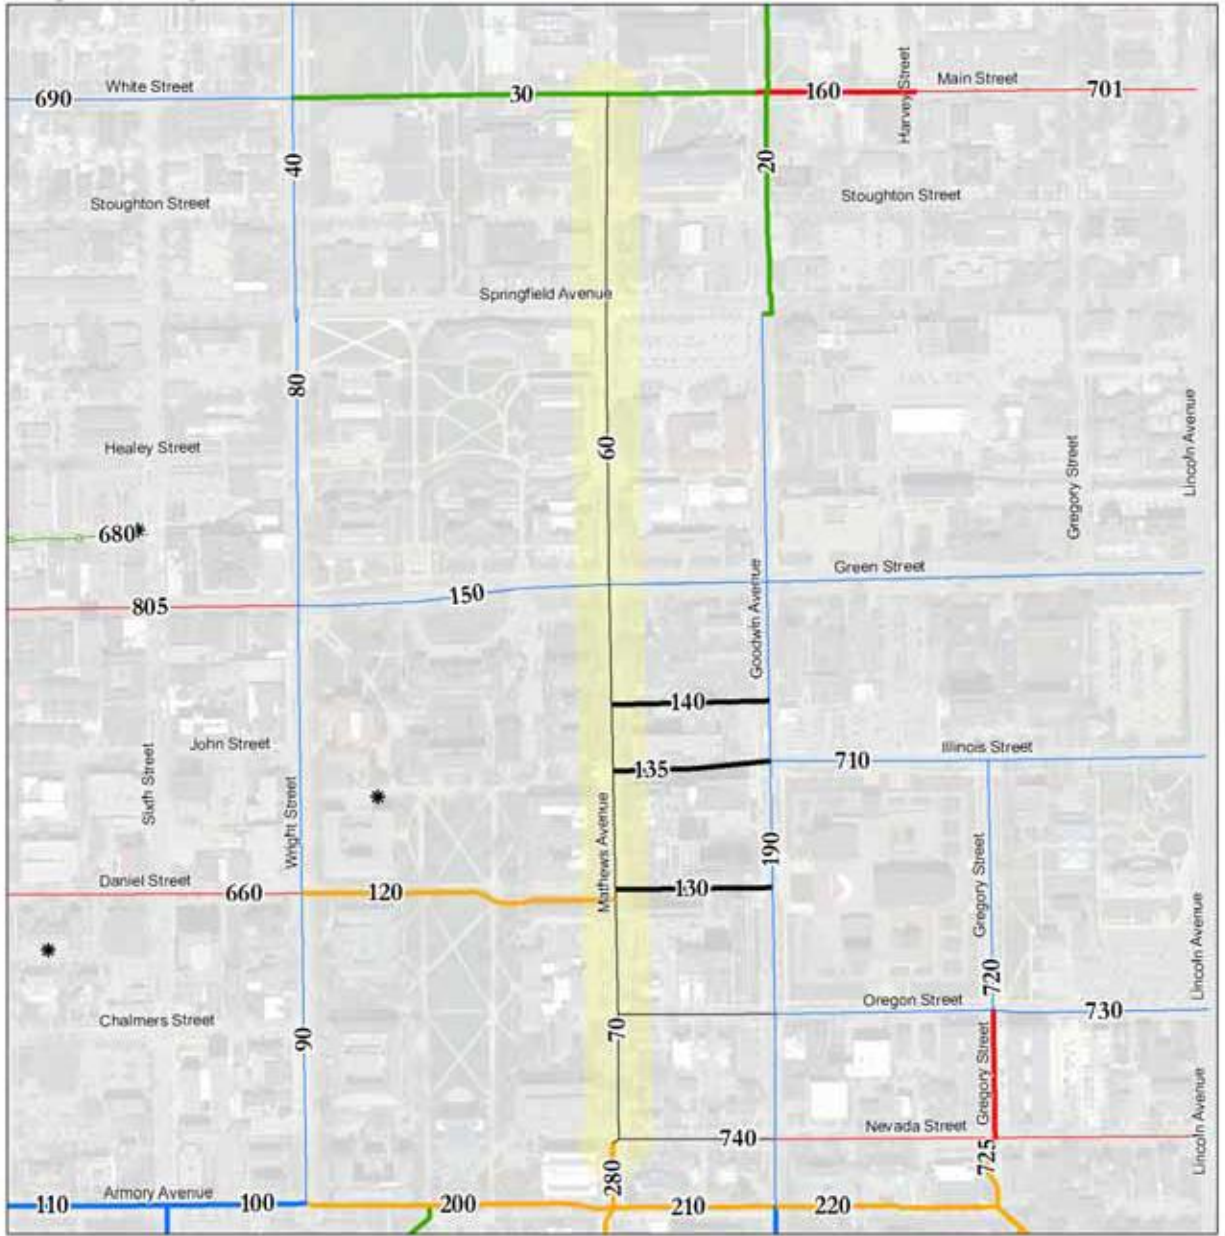 White Street
690
30
160
Harvey Street
Main Street
701
40
20
Stoughton Street
Stoughton Street
Springfield Avenue
80
60
Healey Street
Gregory Street
Lincoln Avenue
680
Green Street
805
150
Goodwin Avenue
140
John Street
Illinois Street
135
710
Sixth Street
Wright Street
Mathews Avenue
190
Daniel Street
660
120
130
Gregory Street
Lincoln Avenue
720
Oregon Street
730
Chalmers Street
90
70
Gregory Street
Nevada Street
740
725
Lincoln Avenue
280
Armory Avenue
110
100
200
210
220